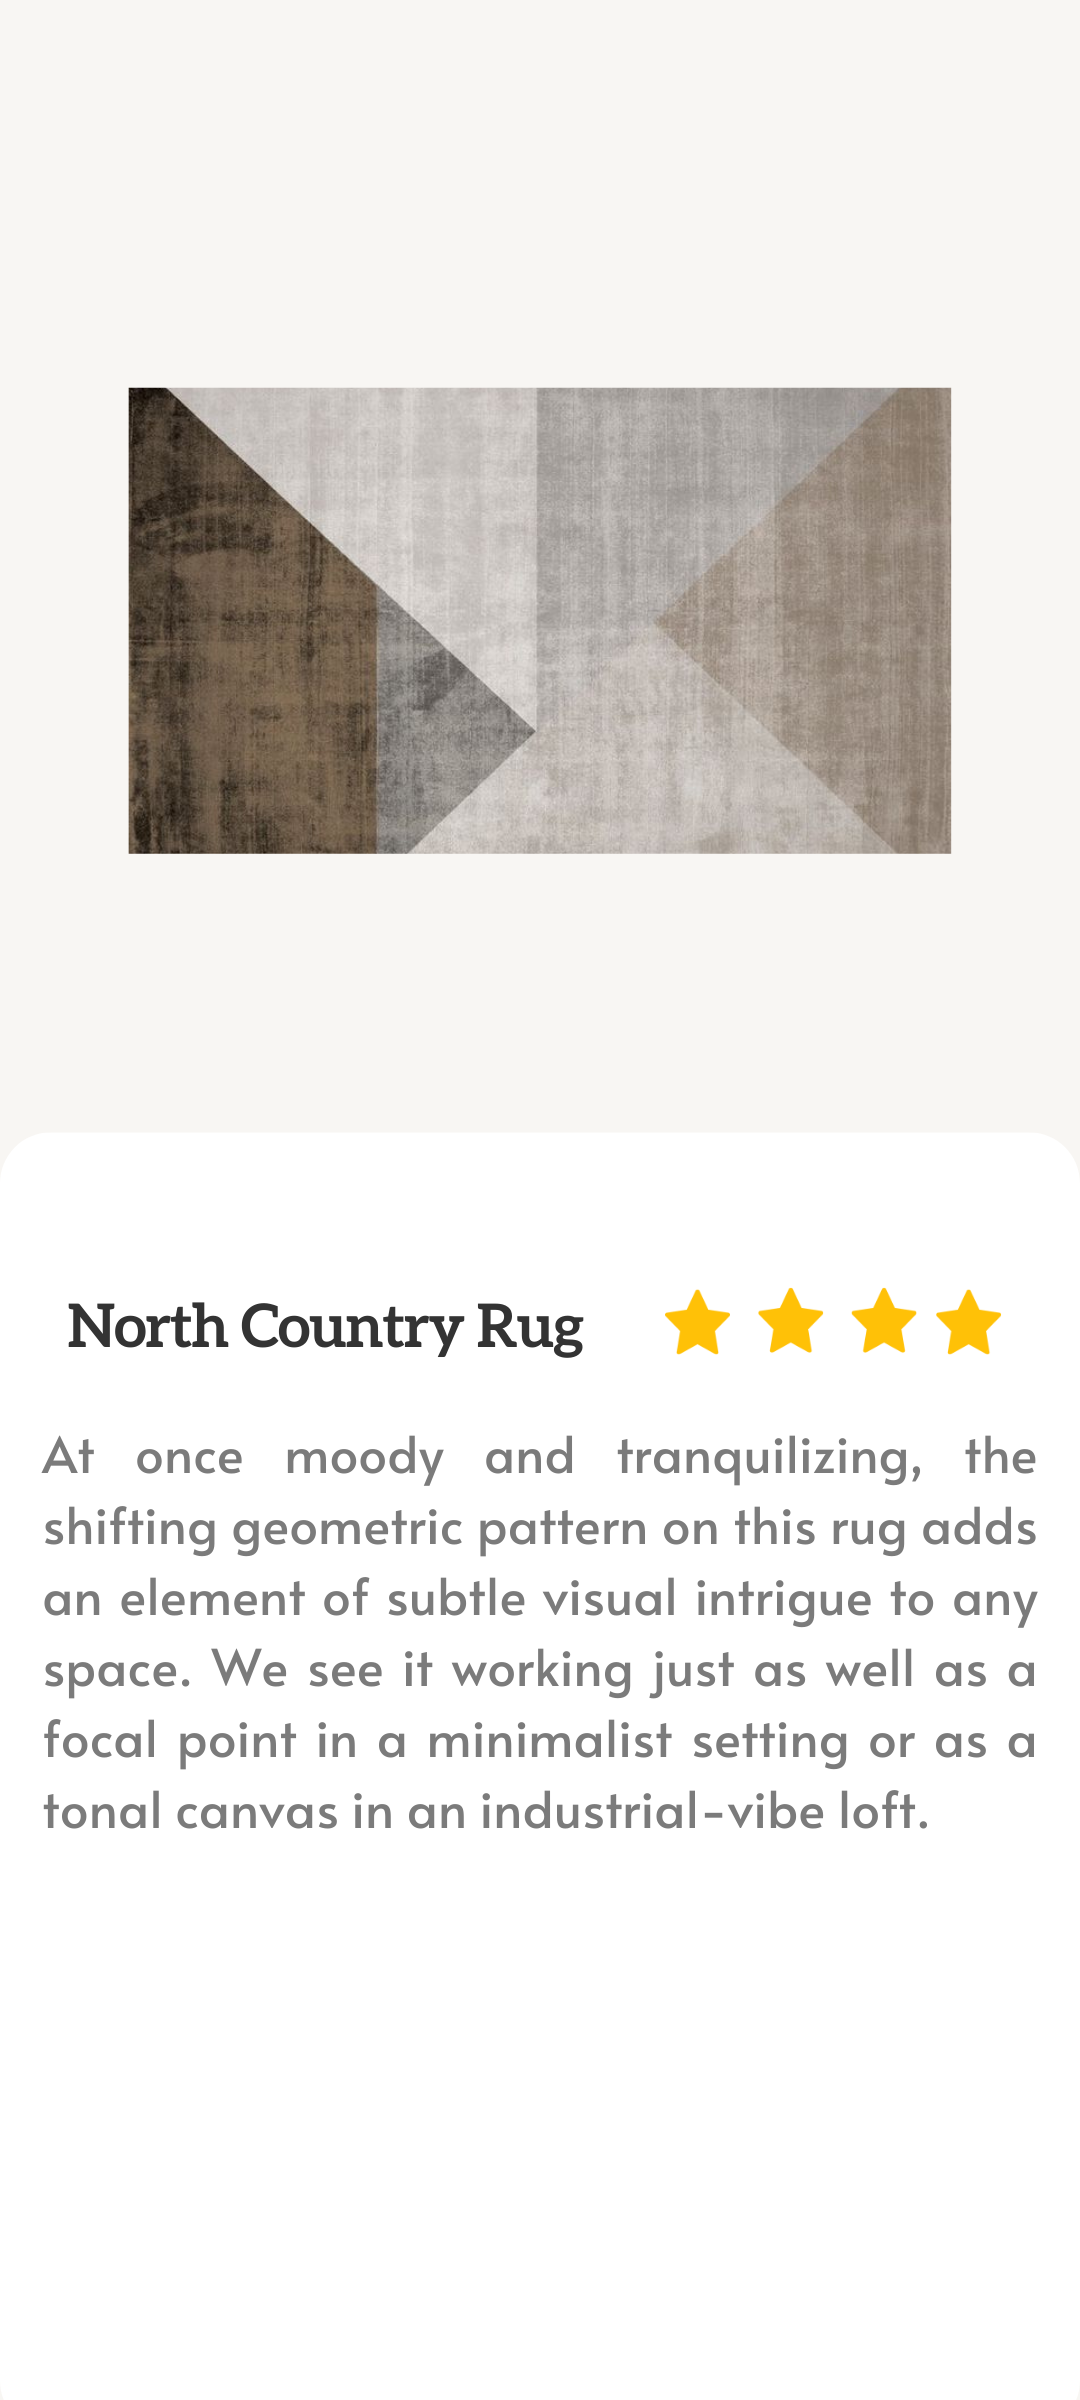 North Country Rug
At once moody and tranquilizing, the
shifting geometric pattern on this rug adds
an element of subtle visual intrigue to any
space. We see it working just as well as a
focal point in a minimalist setting or as a
tonal canvas in an industrial-vibe loft.